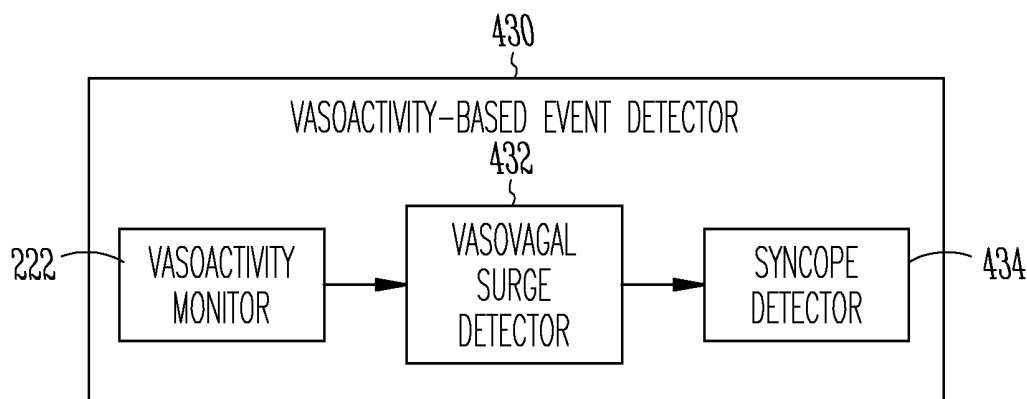 430
VASOACTIVITY-BASED EVENT DETECTOR
432
222
VASOACTIVITY
MONITOR
VASOVAGAL
SURGE
DETECTOR
SYNCOPE
DETECTOR
434